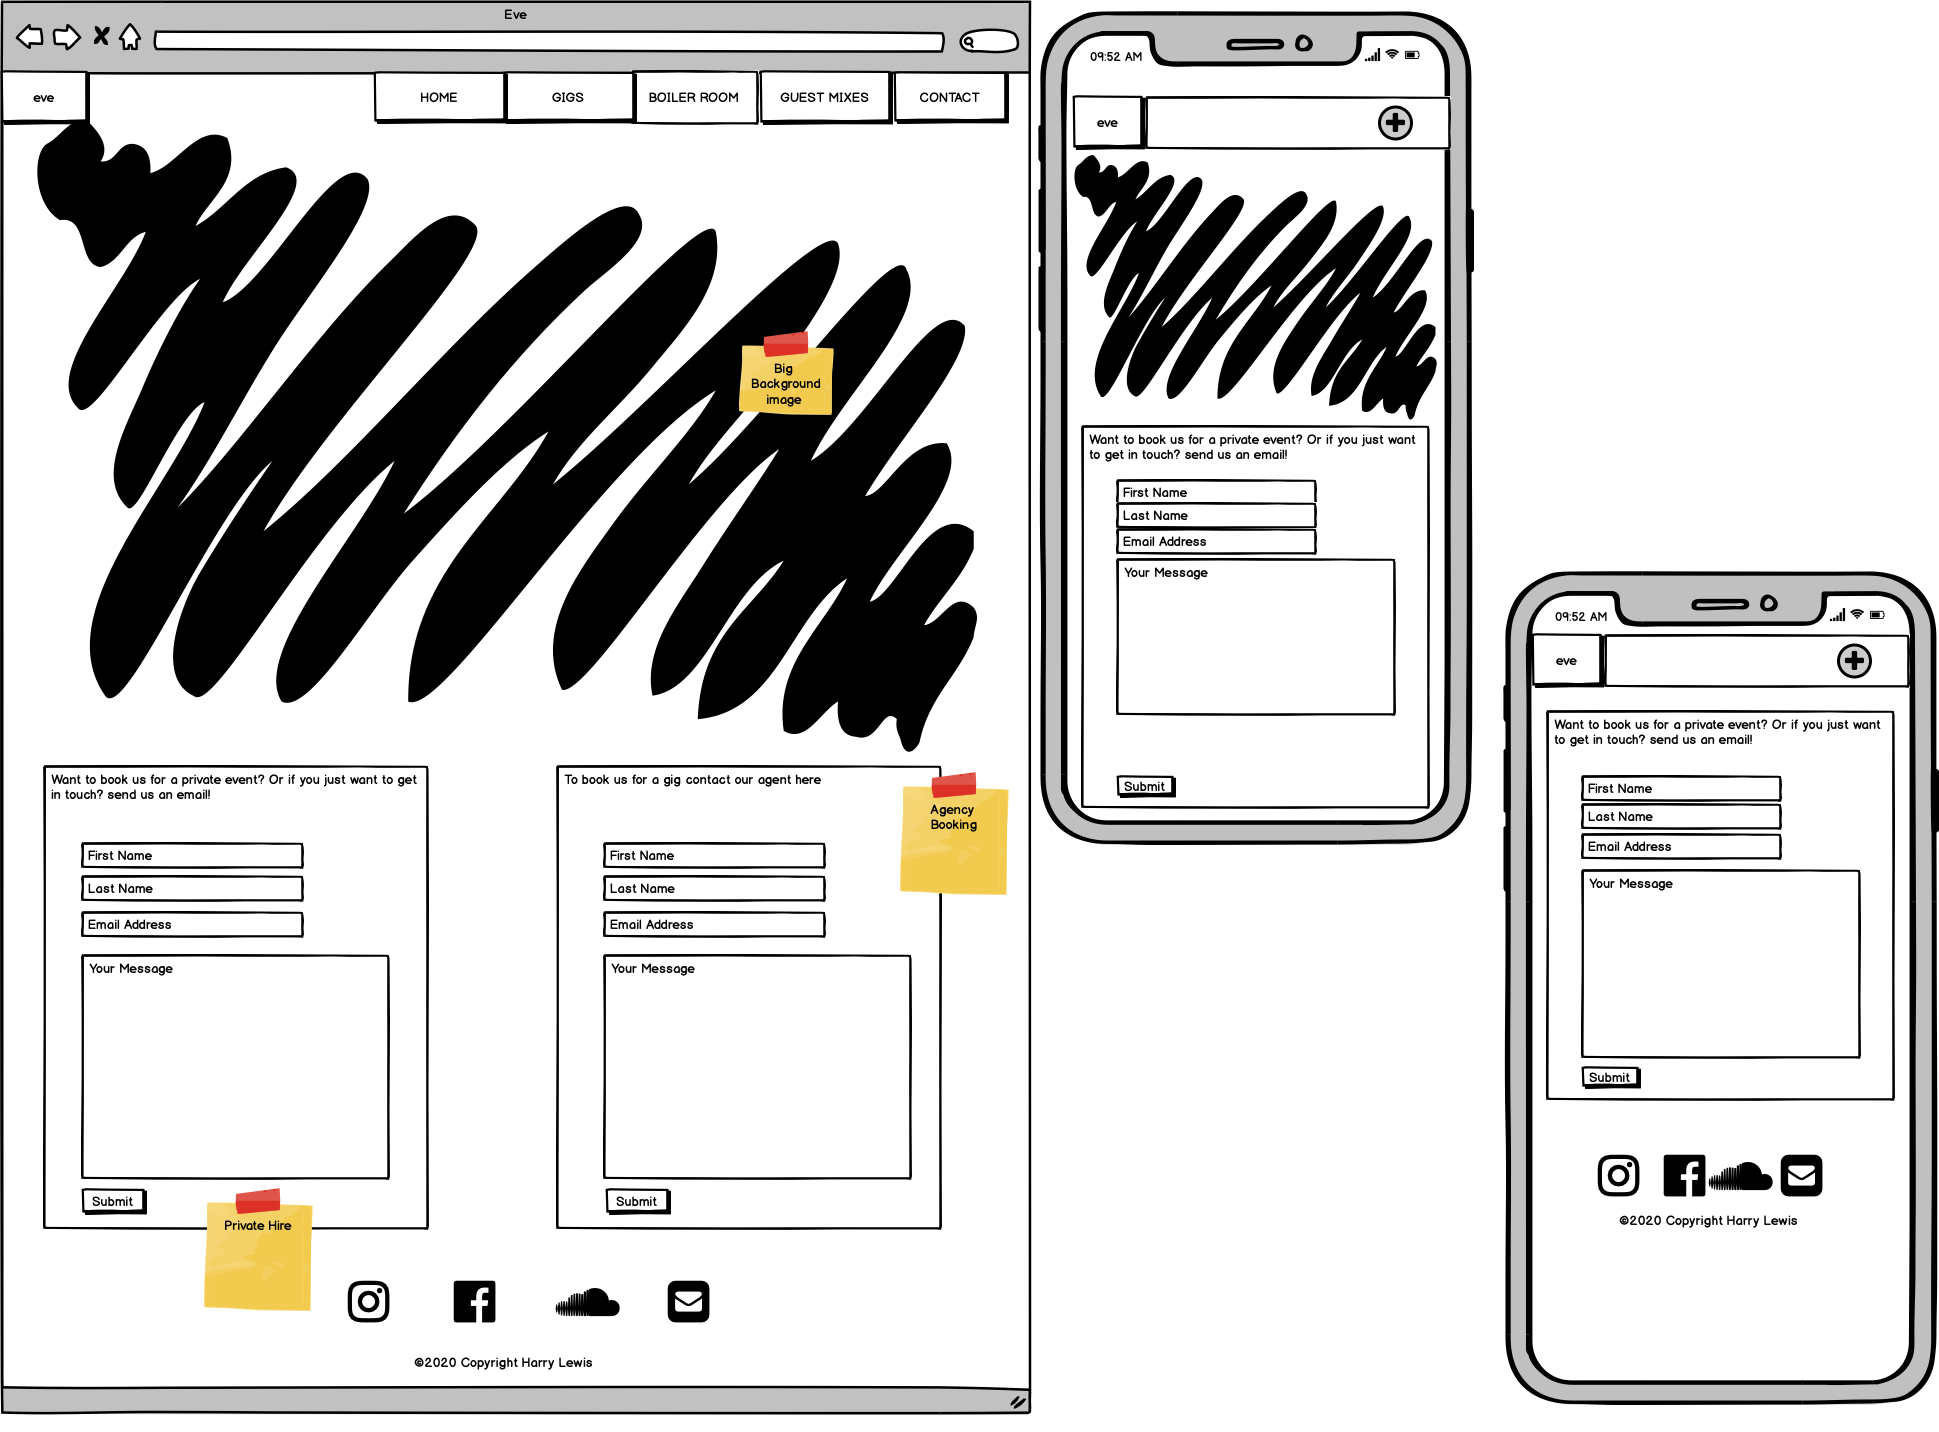 Eve
eve
HOME
GIGS
BOILER ROOM
GUEST MIXES
CONTACT
Big
Background
image
Want to book us for a private event? Or if you just want to get
in touch? send us an email!
First Name
Last Name
Email Address
Your Message
Submit
Private Hire
To book us for a gig contact our agent here
Agency
Booking
First Name
Last Name
Email Address
Your Message
Submit
©2020 Copyright Harry Lewis
09:52 AM
eve
Want to book us for a private event? Or if you just want
to get in touch? send us an email!
First Name
Last Name
Email Address
Your Message
Submit
09:52 AM
eve
Want to book us for a private event? Or if you just want
to get in touch? send us an email!
First Name
Last Name
Email Address
Your Message
Submit
©2020 Copyright Harry Lewis